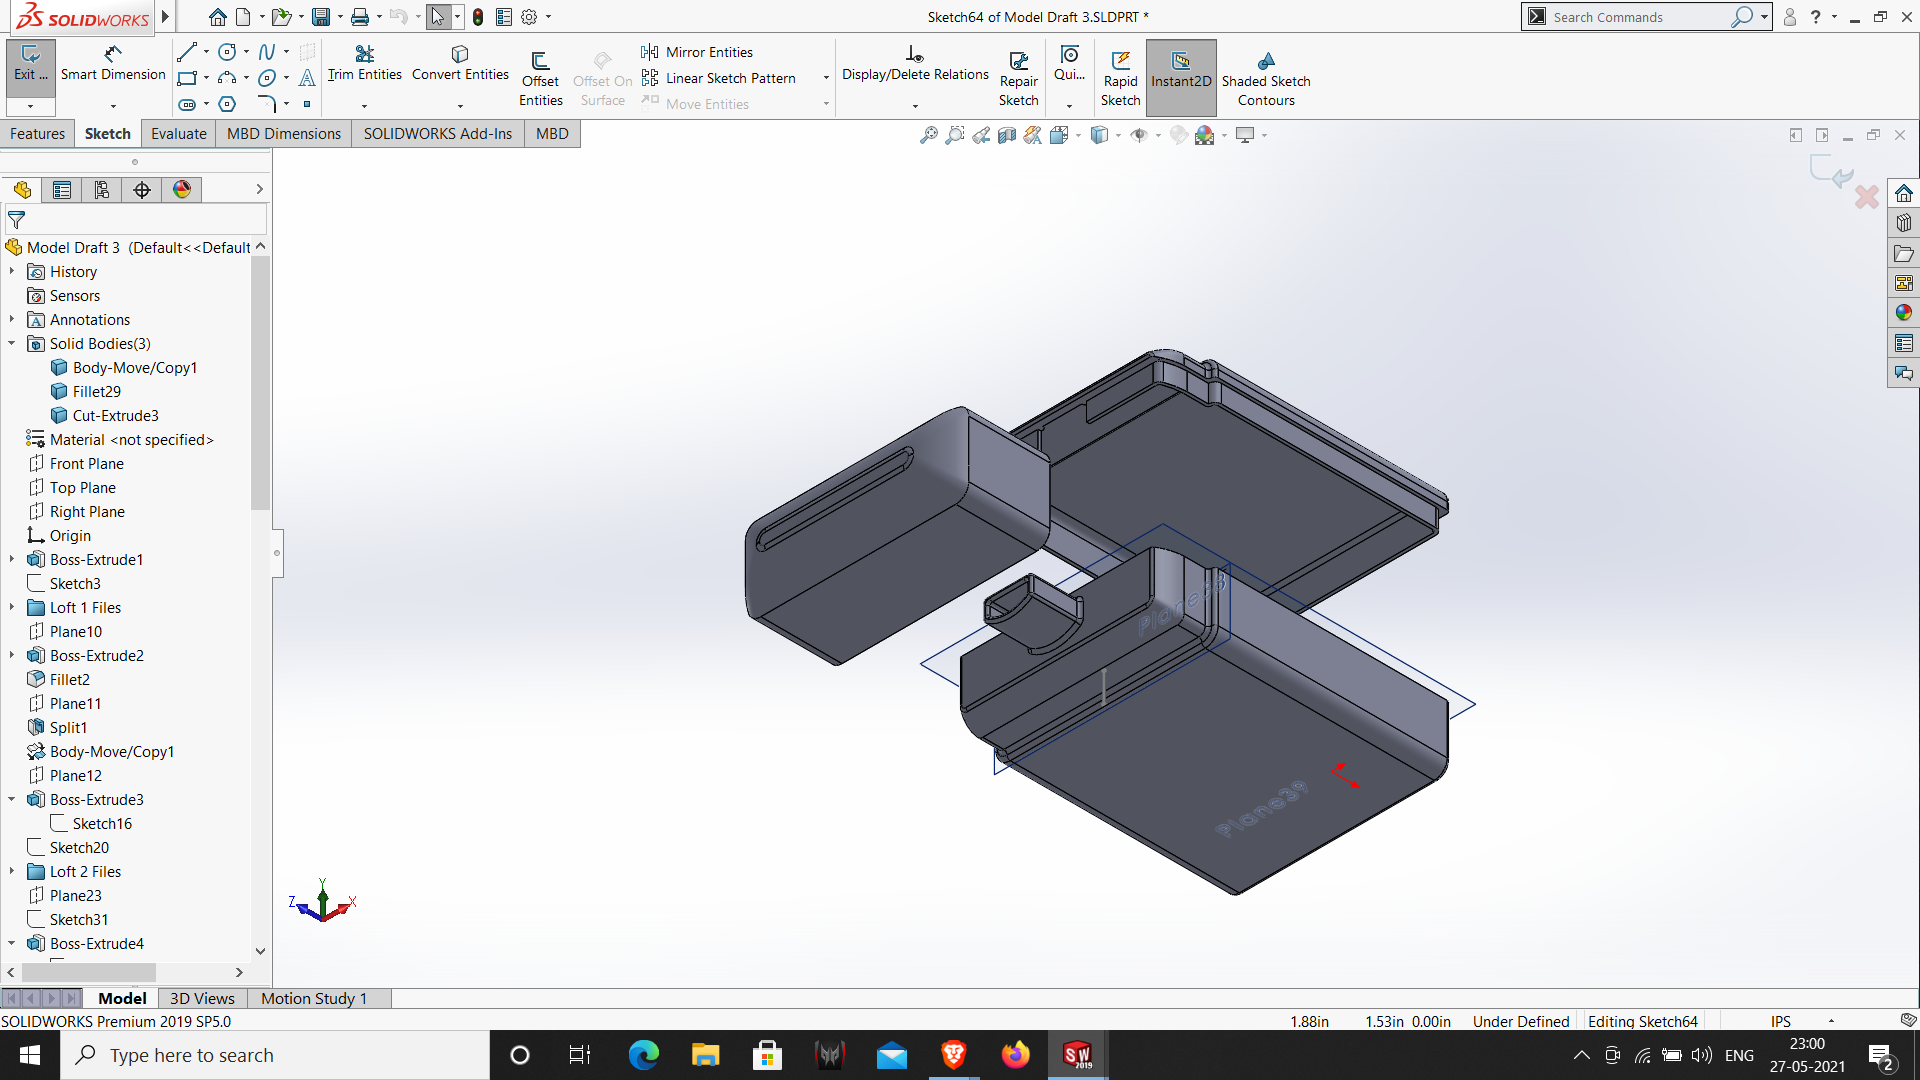 SOLIDWORKS
Sketch64 of Model Draft 3.SLDPRT *
Search Commands
?
Exit ...
Smart Dimension
Trim Entities
Convert Entities
Offset Entities
Offset On Surface
Mirror Entities
Linear Sketch Pattern
Move Entities
Display/Delete Relations
Repair Sketch
Qui...
Rapid Sketch
Instant2D
Shaded Sketch Contours
Features
Sketch
Evaluate
MBD Dimensions
SOLIDWORKS Add-Ins
MBD
Model Draft 3 (Default<<Default
History
Sensors
Annotations
Solid Bodies(3)
Body-Move/Copy1
Fillet29
Cut-Extrude3
Material <not specified>
Front Plane
Top Plane
Right Plane
Origin
Boss-Extrude1
Sketch3
Loft 1 Files
Plane10
Boss-Extrude2
Fillet2
Plane11
Split1
Body-Move/Copy1
Plane12
Boss-Extrude3
Sketch16
Sketch20
Loft 2 Files
Plane23
Sketch31
Boss-Extrude4
Plane38
Plane39
Y
Z
X
Model
3D Views
Motion Study 1
SOLIDWORKS Premium 2019 SP5.0
1.88in
1.53in 0.00in
Under Defined
Editing Sketch64
IPS
Type here to search
SW
2019
ENG
23:00
27-05-2021
2